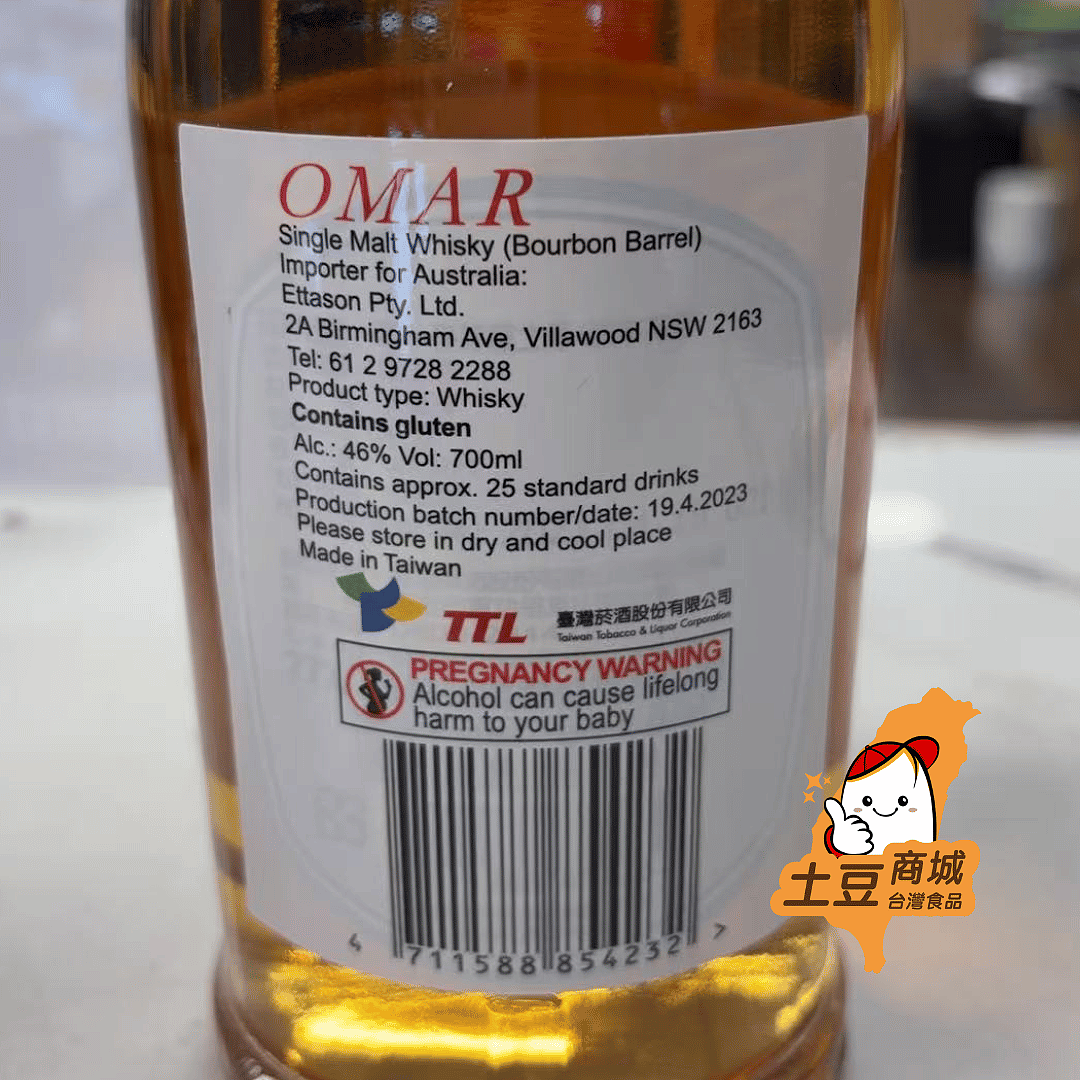 OMAR
Single Malt Whisky (Bourbon Barrel)
Importer for Australia:
Ettason Pty. Ltd.
2A Birmingham Ave, Villawood NSW 2163
Tel: 61 2 9728 2288
Product type: Whisky
Contains gluten
Alc.: 46% Vol: 700ml
Contains approx. 25 standard drinks
Production batch number/date: 19.4.2023
Please store in dry and cool place
Made in Taiwan
TTL 臺灣菸酒股份有限公司
Taiwan Tobacco & Liquor Corporation
PREGNANCY WARNING
Alcohol can cause lifelong
harm to your baby
4 711588 854232 >
土豆商城
台灣食品